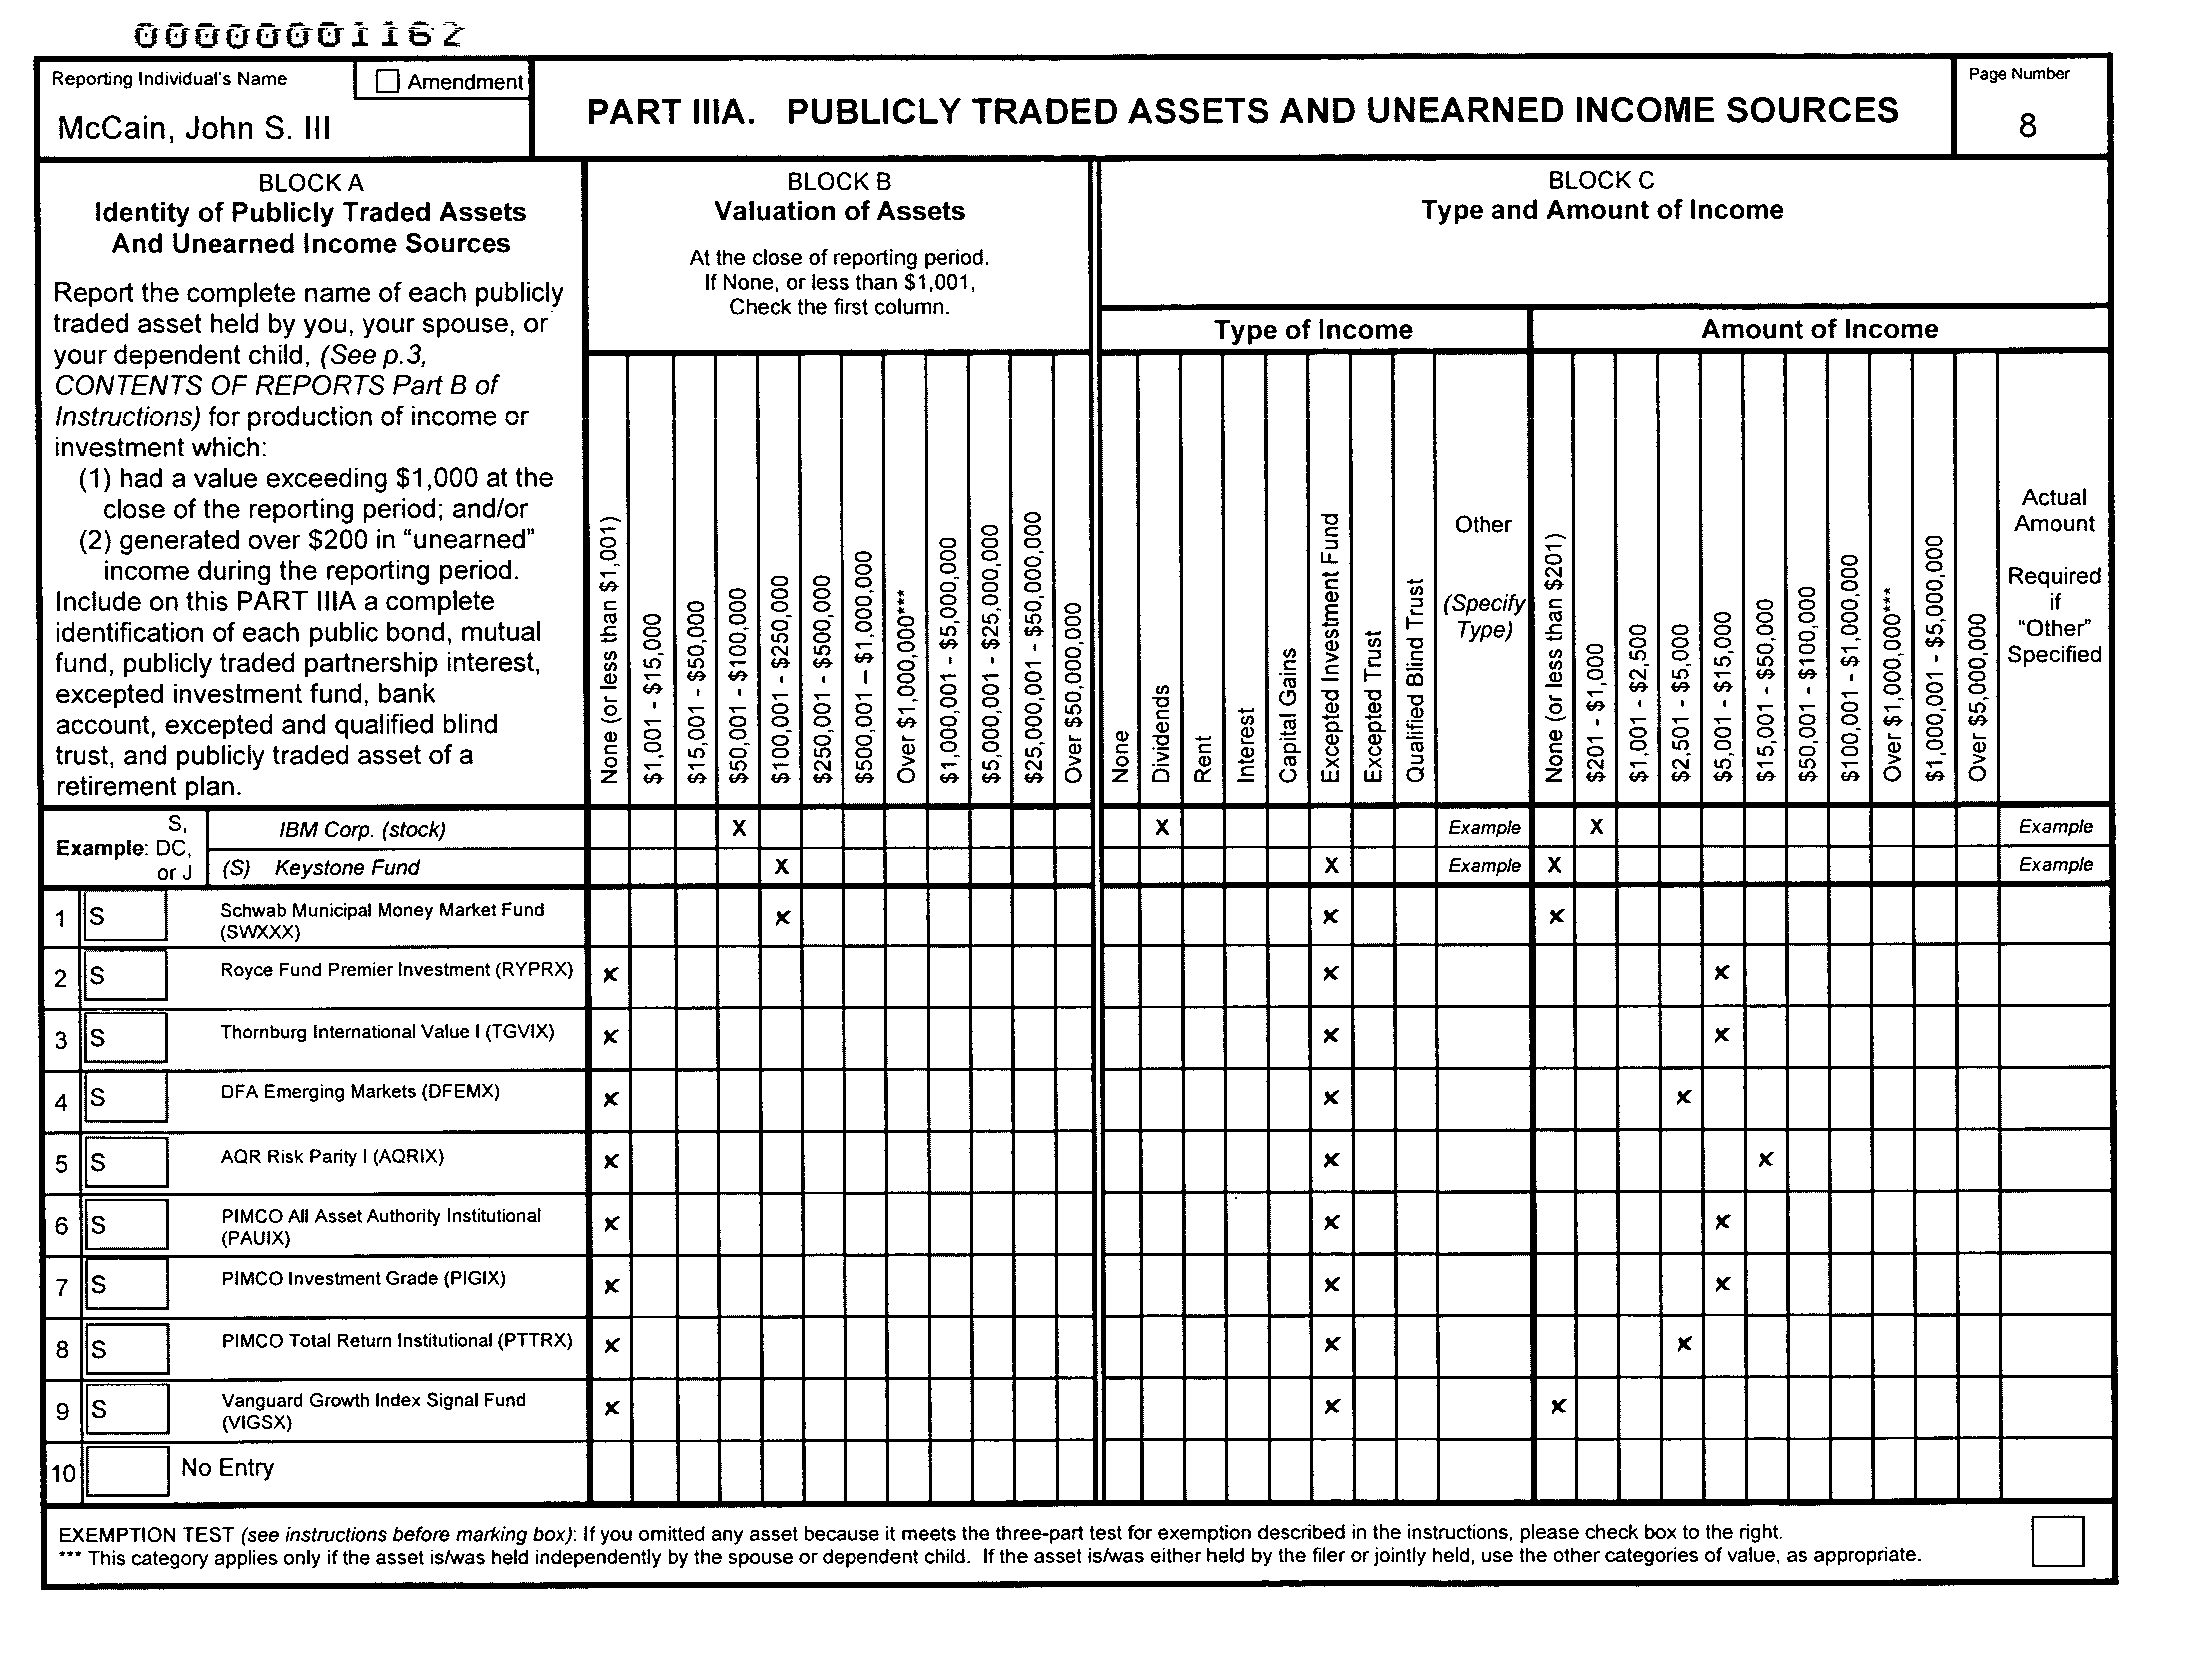 00000001162
Reporting Individual's Name
☐ Amendment
McCain, John S. III
PART IIIA. PUBLICLY TRADED ASSETS AND UNEARNED INCOME SOURCES
Page Number
8
BLOCK A
Identity of Publicly Traded Assets
And Unearned Income Sources
Report the complete name of each publicly
traded asset held by you, your spouse, or
your dependent child, (See p.3,
CONTENTS OF REPORTS Part B of
Instructions) for production of income or
investment which:
(1) had a value exceeding $1,000 at the
close of the reporting period; and/or
(2) generated over $200 in "unearned"
income during the reporting period.
Include on this PART IIIA a complete
identification of each public bond, mutual
fund, publicly traded partnership interest,
excepted investment fund, bank
account, excepted and qualified blind
trust, and publicly traded asset of a
retirement plan.
BLOCK B
Valuation of Assets
At the close of reporting period.
If None, or less than $1,001,
Check the first column.
None (or less than $1,001)
$1,001 - $15,000
$15,001 - $50,000
$50,001 - $100,000
$100,001 - $250,000
$250,001 - $500,000
$500,001 – $1,000,000
Over $1,000,000***
$1,000,001 - $5,000,000
$5,000,001 - $25,000,000
$25,000,001 - $50,000,000
Over $50,000,000
BLOCK C
Type and Amount of Income
Type of Income
None
Dividends
Rent
Interest
Capital Gains
Excepted Investment Fund
Excepted Trust
Qualified Blind Trust
Other
(Specify
Type)
Amount of Income
None (or less than $201)
$201 - $1,000
$1,001 - $2,500
$2,501 - $5,000
$5,001 - $15,000
$15,001 - $50,000
$50,001 - $100,000
$100,001 - $1,000,000
Over $1,000,000***
$1,000,001 - $5,000,000
Over $5,000,000
Actual
Amount
Required
if
"Other"
Specified
Example: S, DC, or J
IBM Corp. (stock) X X Example X Example
(S) Keystone Fund X X Example X Example
1 S Schwab Municipal Money Market Fund
(SWXXX) x x x
2 S Royce Fund Premier Investment (RYPRX) x x x
3 S Thornburg International Value I (TGVIX) x x x
4 S DFA Emerging Markets (DFEMX) x x x
5 S AQR Risk Parity I (AQRIX) x x x
6 S PIMCO All Asset Authority Institutional
(PAUIX) x x x
7 S PIMCO Investment Grade (PIGIX) x x x
8 S PIMCO Total Return Institutional (PTTRX) x x x
9 S Vanguard Growth Index Signal Fund
(VIGSX) x x x
10 No Entry
EXEMPTION TEST (see instructions before marking box): If you omitted any asset because it meets the three-part test for exemption described in the instructions, please check box to the right.
*** This category applies only if the asset is/was held independently by the spouse or dependent child. If the asset is/was either held by the filer or jointly held, use the other categories of value, as appropriate.